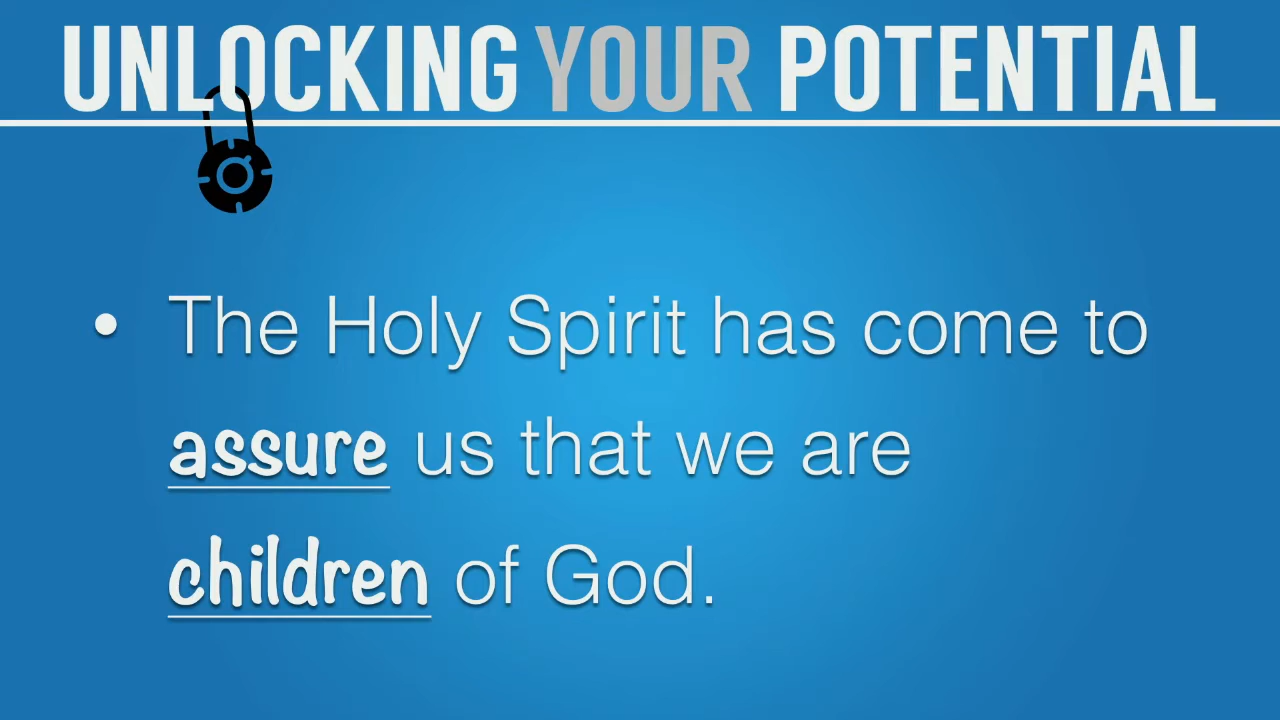 UNLOCKING YOUR POTENTIAL
• The Holy Spirit has come to
assure us that we are
children of God.